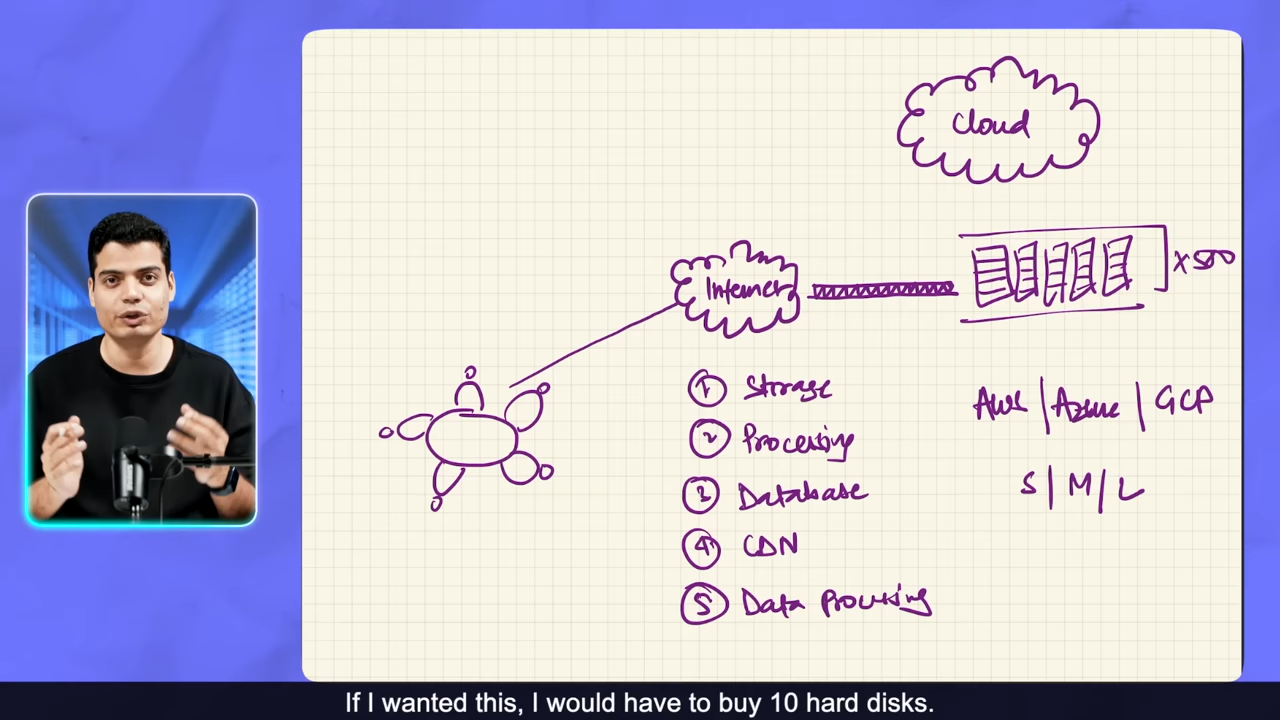 Cloud
Internet
x500
① Storage
② Processing
③ Database
④ CDN
⑤ Data Processing
AWS | Azure | GCP
S | M | L
If I wanted this, I would have to buy 10 hard disks.